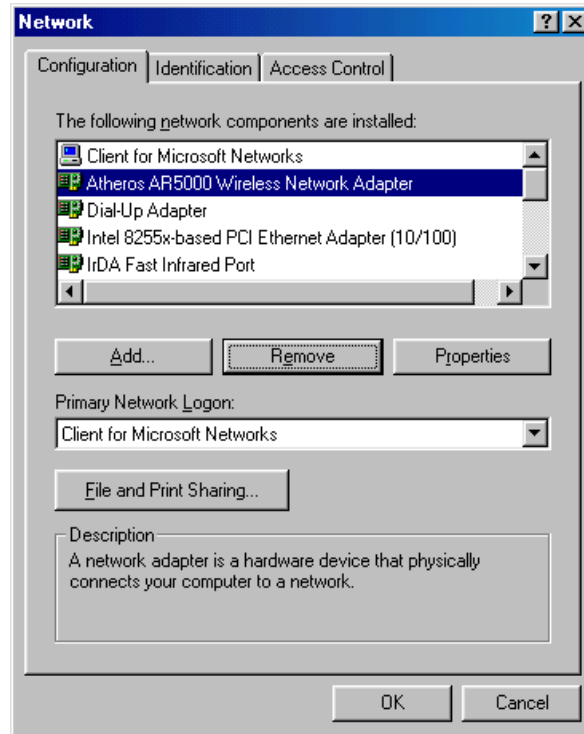 Network
Configuration Identification Access Control
The following network components are installed:
Client for Microsoft Networks
Atheros AR5000 Wireless Network Adapter
Dial-Up Adapter
Intel 8255x-based PCI Ethernet Adapter (10/100)
IrDA Fast Infrared Port
Add... Remove Properties
Primary Network Logon:
Client for Microsoft Networks
File and Print Sharing...
Description
A network adapter is a hardware device that physically
connects your computer to a network.
OK Cancel